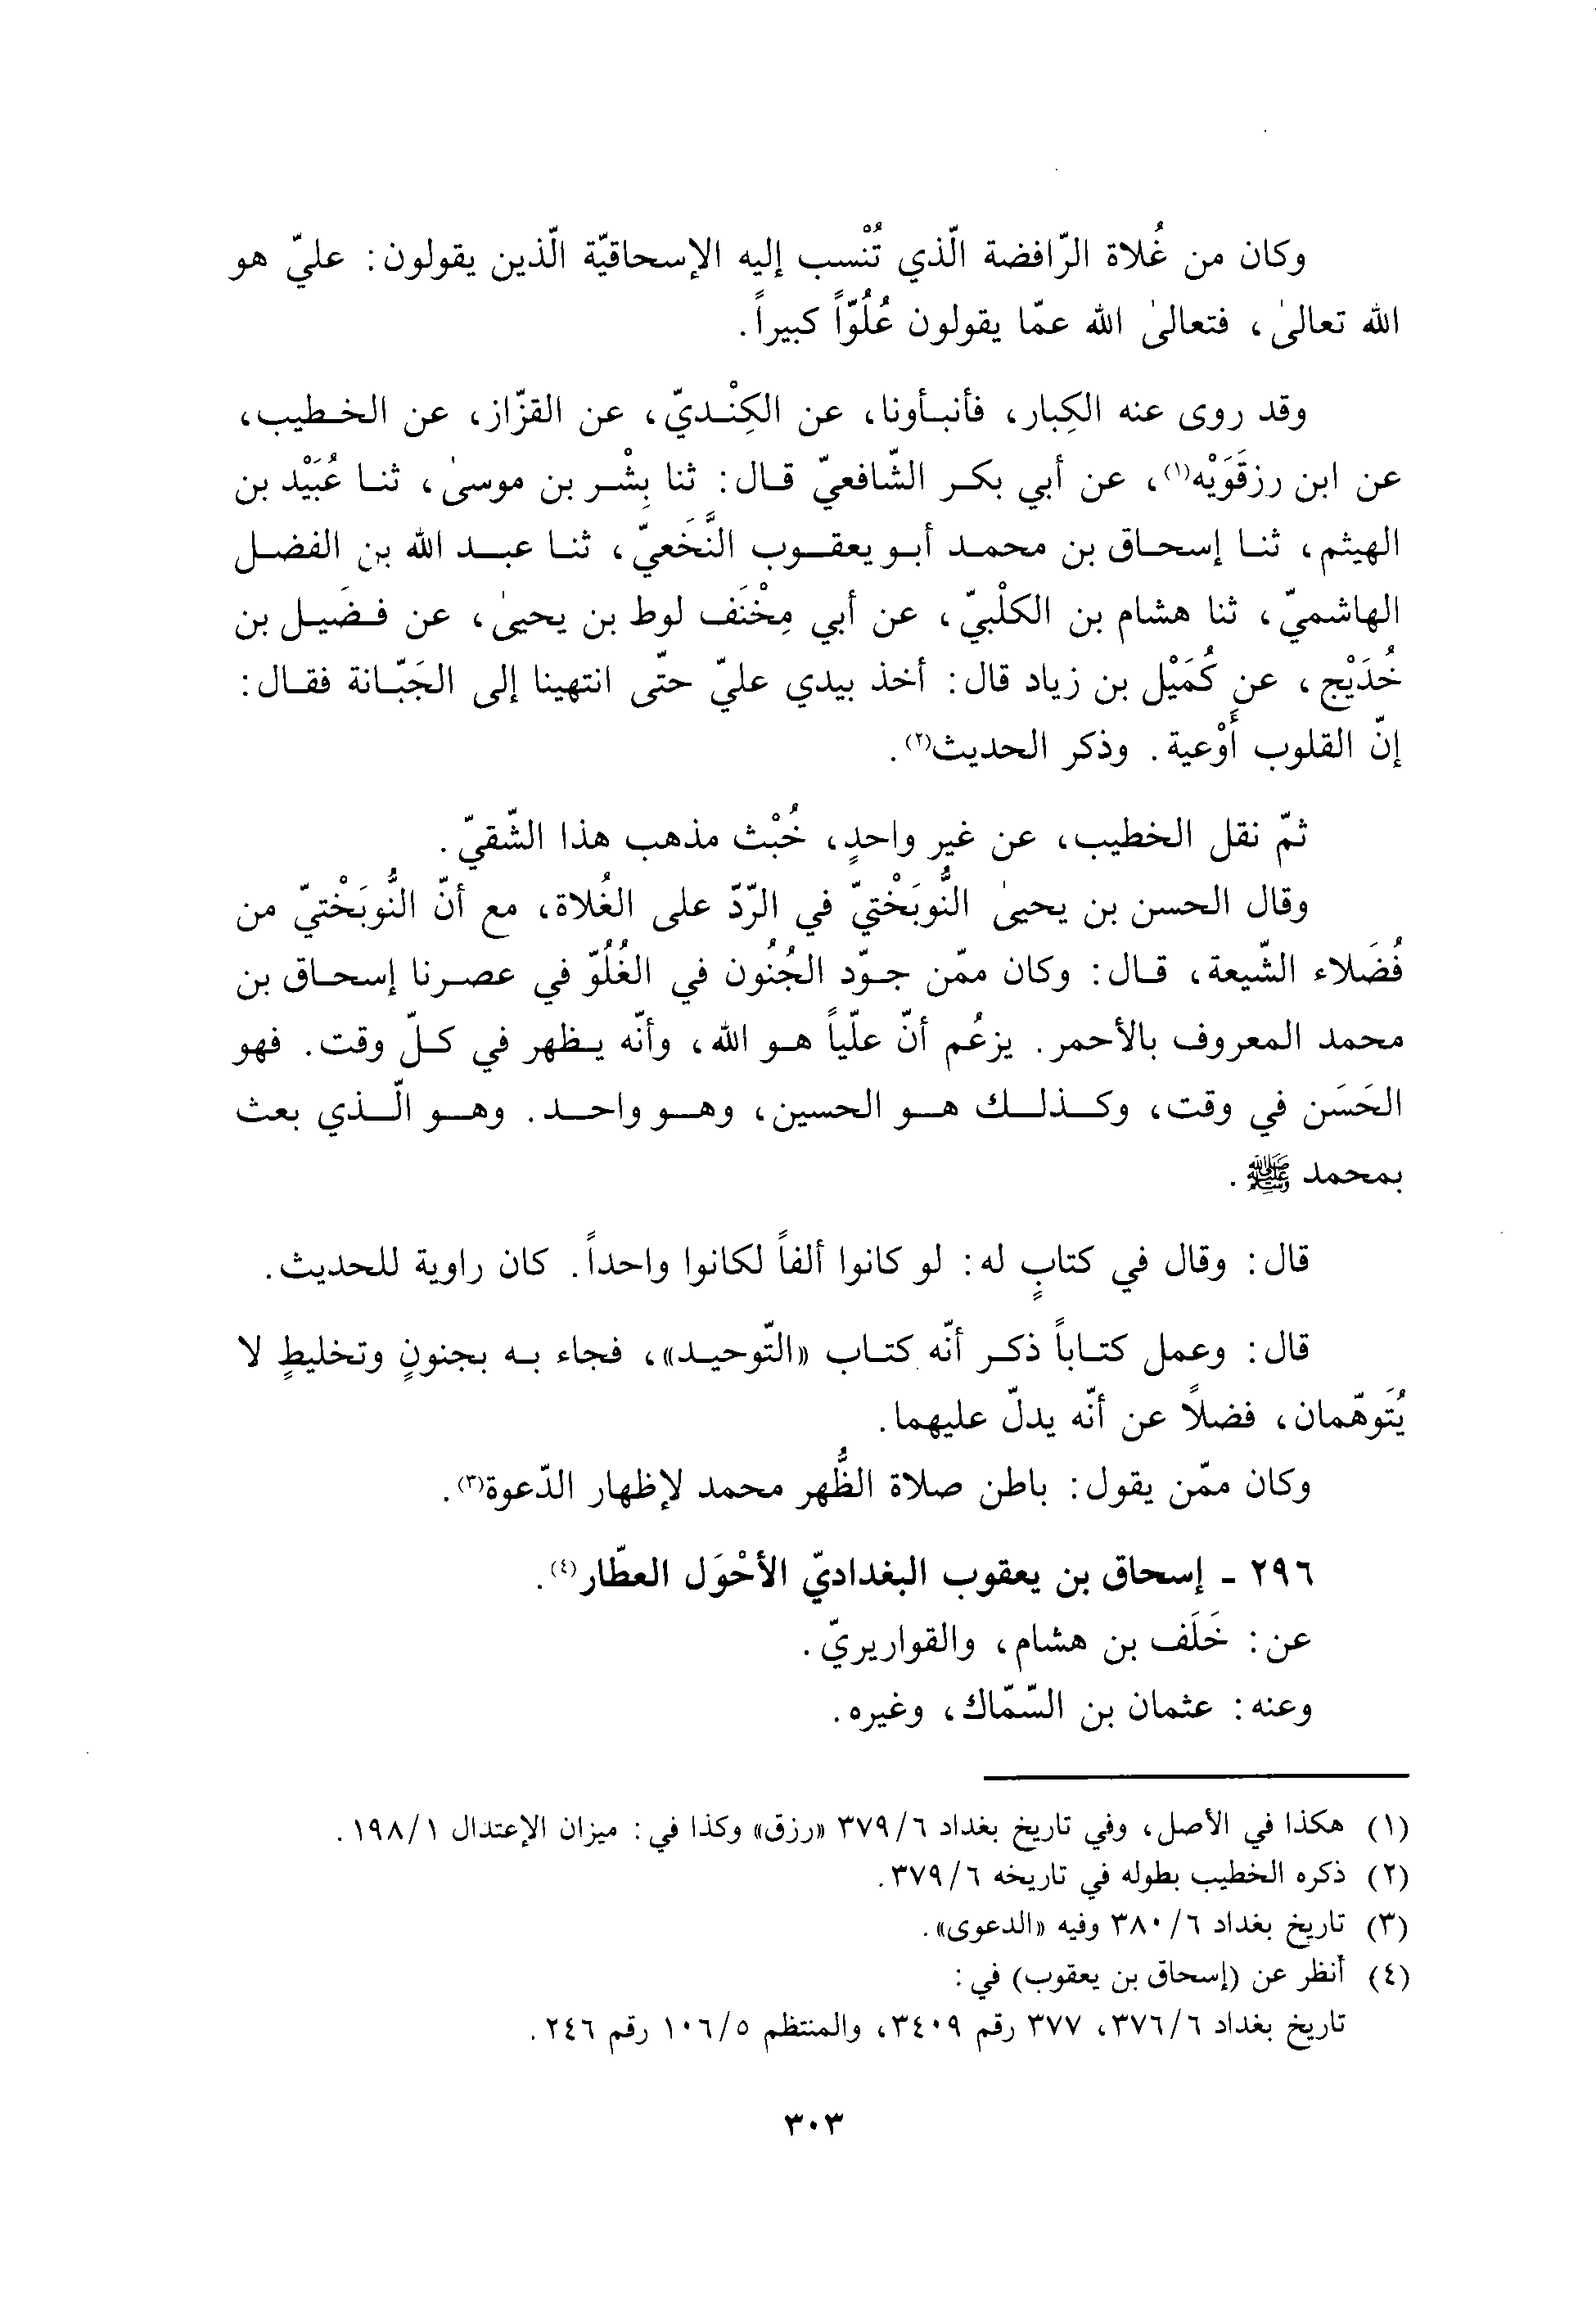 وكان من غُلاة الرّافضة الّذي تُنْسب إليه الإسحاقيّة الّذين يقولون: عليّ هو
الله تعالىٰ، فتعالىٰ الله عمّا يقولون عُلُوّاً كبيراً.
وقد روى عنه الكِبار، فأنبأونا، عن الكِنْديّ، عن القزّاز، عن الخطيب،
عن ابن رزقَوَيْه(١)، عن أبي بكر الشّافعيّ قال: ثنا بِشْر بن موسىٰ، ثنا عُبَيْد بن
الهيثم، ثنا إسحاق بن محمد أبو يعقوب النَّخَعيّ، ثنا عبد الله بن الفضل
الهاشميّ، ثنا هشام بن الكلْبيّ، عن أبي مِخْنَف لوط بن يحيىٰ، عن فضَيل بن
خُدَيْج، عن كُمَيْل بن زياد قال: أخذ بيدي عليّ حتّى انتهينا إلى الجَبّانة فقال:
إنّ القلوب أَوْعية. وذكر الحديث(٢).
ثمّ نقل الخطيب، عن غير واحدٍ، خُبْث مذهب هذا الشّقيّ.
وقال الحسن بن يحيىٰ النُّوبَخْتيّ في الرّدّ على الغُلاة، مع أنّ النُّوبَخْتيّ من
فُضَلاء الشّيعة، قال: وكان ممّن جوّد الجُنُون في الغُلُوّ في عصرنا إسحاق بن
محمد المعروف بالأحمر. يزعُم أنّ علّياً هو الله، وأنّه يظهر في كلّ وقت. فهو
الحَسَن في وقت، وكذلك هو الحسين، وهو واحد. وهو الّذي بعث
بمحمد ﷺ.
قال: وقال في كتابٍ له: لو كانوا ألفاً لكانوا واحداً. كان راوية للحديث.
قال: وعمل كتاباً ذكر أنّه كتاب «التّوحيد»، فجاء به بجنونٍ وتخليطٍ لا
يُتَوهّمان، فضلاً عن أنّه يدلّ عليهما.
وكان ممّن يقول: باطن صلاة الظُّهر محمد لإظهار الدّعوة(٣).
٢٩٦ - إسحاق بن يعقوب البغداديّ الأحْوَل العطّار(٤).
عن: خَلَف بن هشام، والقواريريّ.
وعنه: عثمان بن السّمّاك، وغيره.
(١) هكذا في الأصل، وفي تاريخ بغداد ٦/٣٧٩ «رزق» وكذا في: ميزان الإعتدال ١/١٩٨.
(٢) ذكره الخطيب بطوله في تاريخه ٦/٣٧٩.
(٣) تاريخ بغداد ٦/٣٨٠ وفيه «الدعوى».
(٤) أنظر عن (إسحاق بن يعقوب) في:
تاريخ بغداد ٦/٣٧٦، ٣٧٧ رقم ٣٤٠٩، والمنتظم ٥/١٠٦ رقم ٢٤٦.
٣٠٣